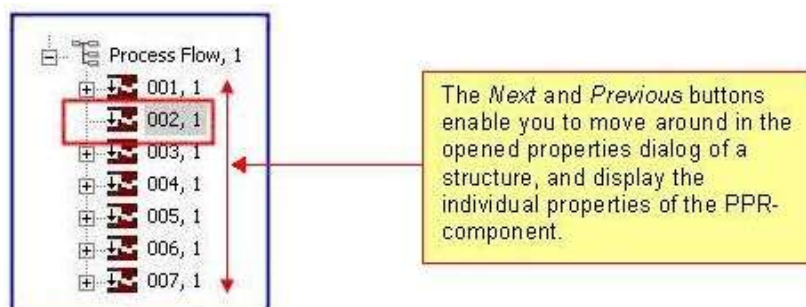 Process Flow, 1
001, 1
002, 1
003, 1
004, 1
005, 1
006, 1
007, 1
The Next and Previous buttons
enable you to move around in the
opened properties dialog of a
structure, and display the
individual properties of the PPR-
component.